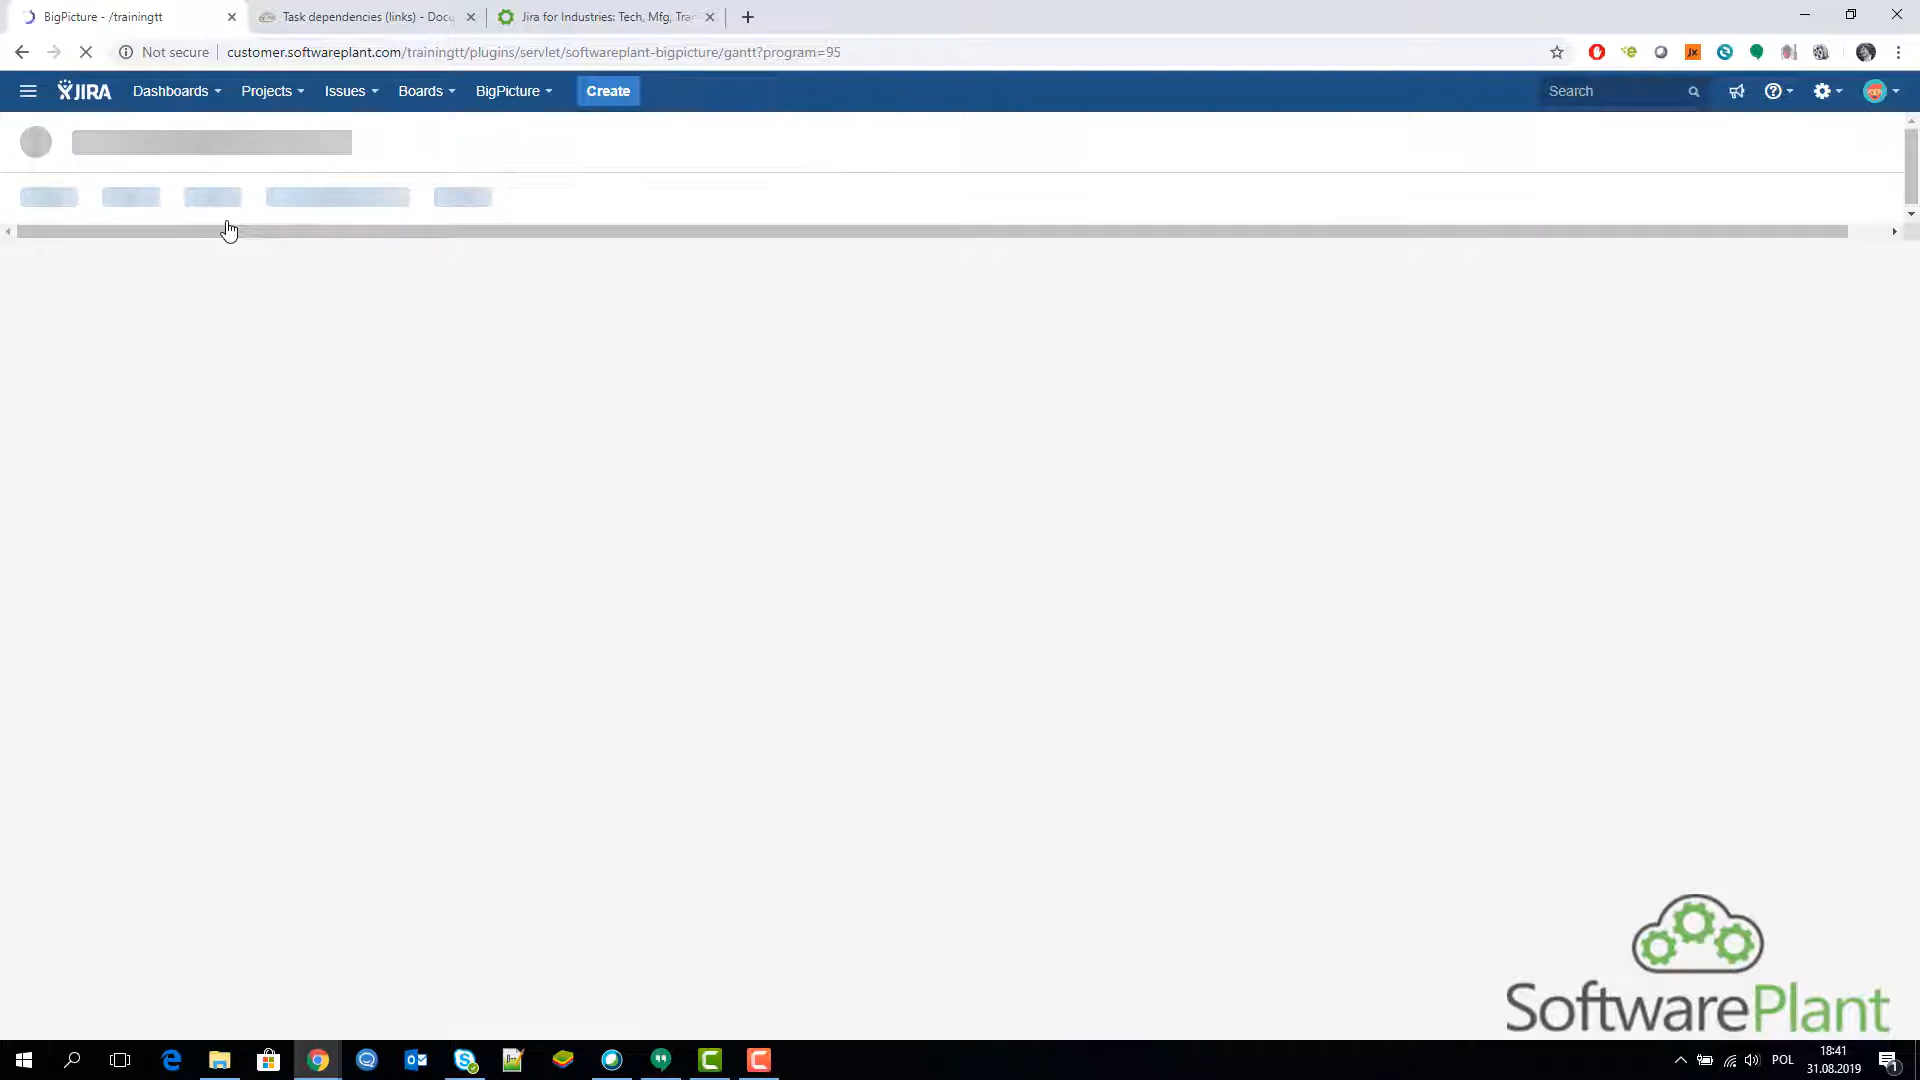 BigPicture - /trainingtt
Task dependencies (links) - Docu
Jira for Industries: Tech, Mfg, Tra
Not secure
customer.softwareplant.com/trainingtt/plugins/servlet/softwareplant-bigpicture/gantt?program=95
JIRA
Dashboards
Projects
Issues
Boards
BigPicture
Create
Search
SoftwarePlant
POL
18:41
31.08.2019
1